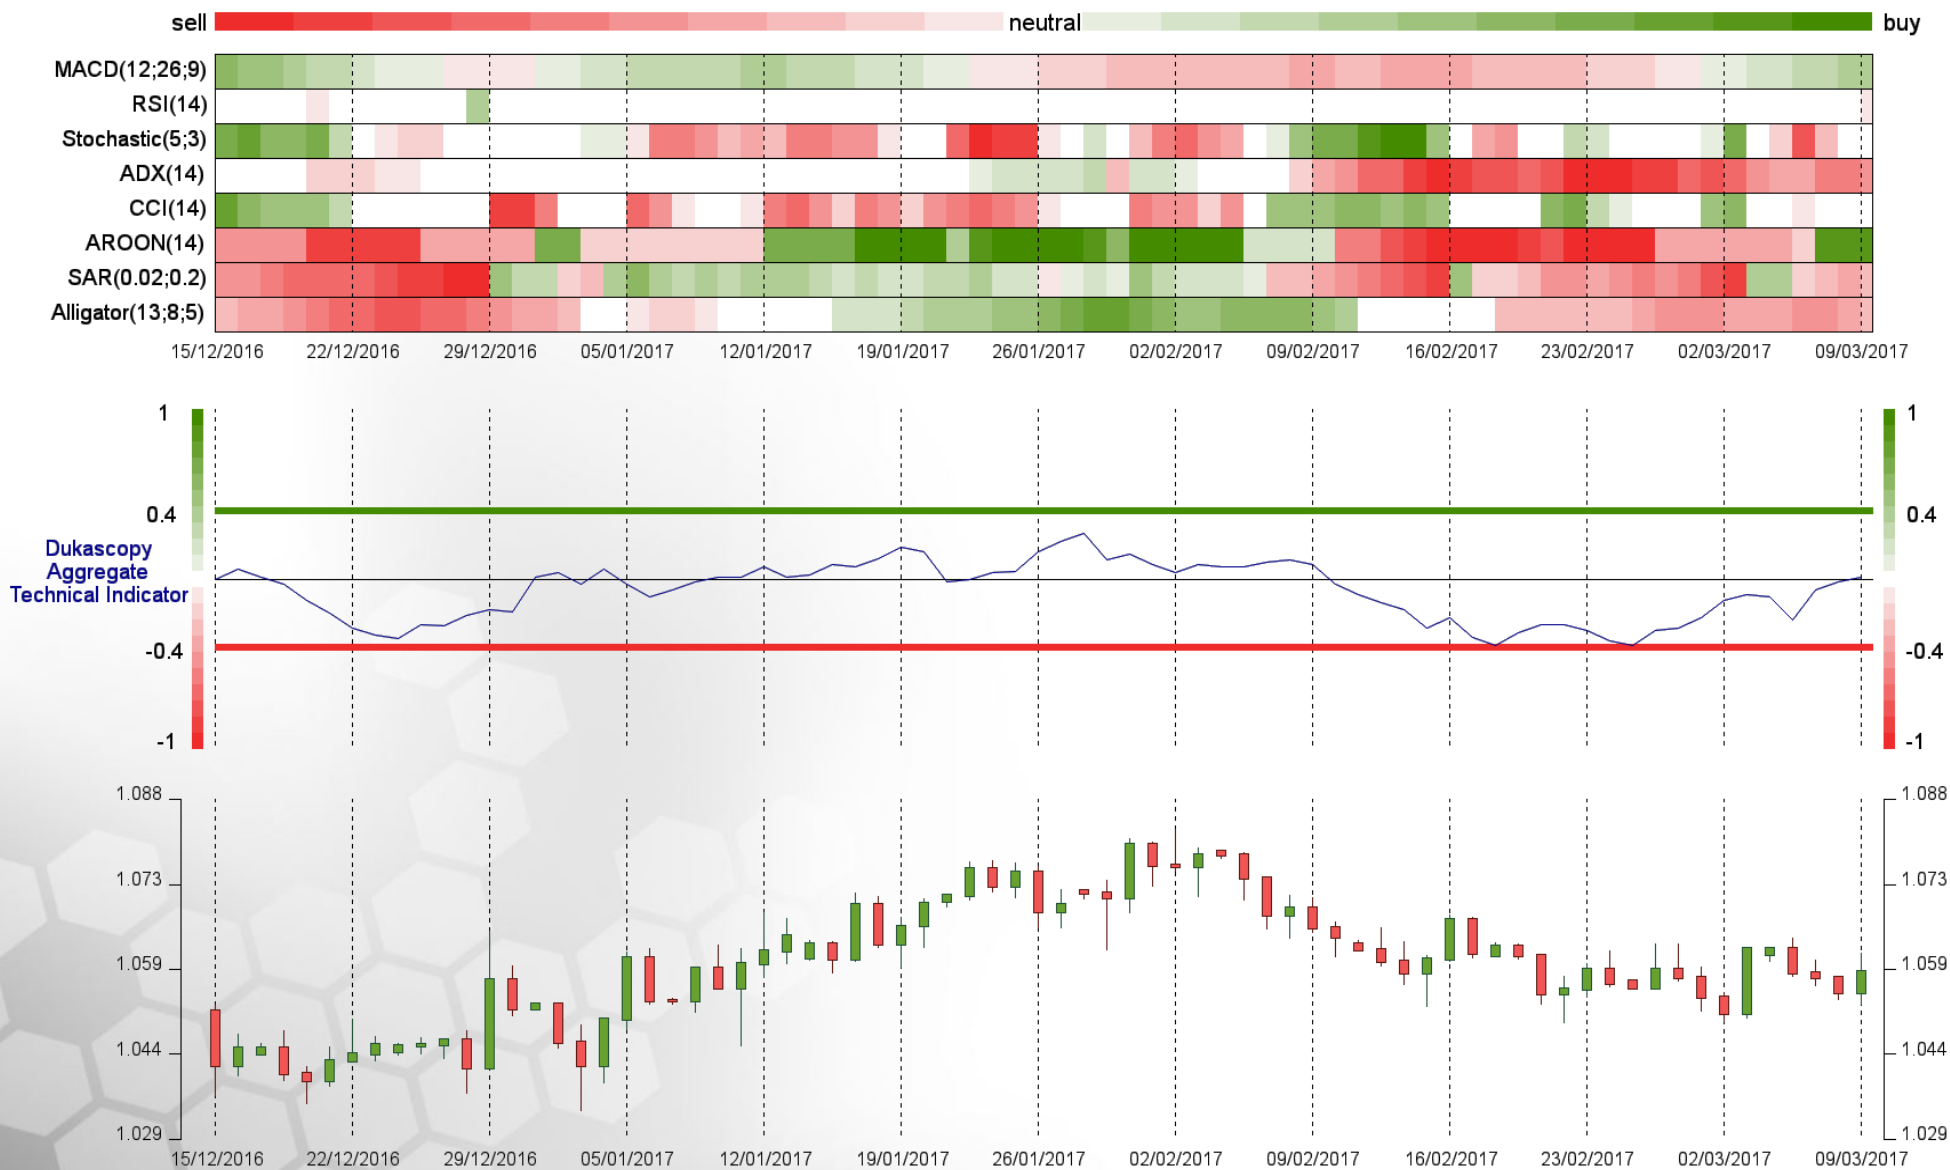 sell neutral buy
MACD(12;26;9)
RSI(14)
Stochastic(5;3)
ADX(14)
CCI(14)
AROON(14)
SAR(0.02;0.2)
Alligator(13;8;5)
15/12/2016 22/12/2016 29/12/2016 05/01/2017 12/01/2017 19/01/2017 26/01/2017 02/02/2017 09/02/2017 16/02/2017 23/02/2017 02/03/2017 09/03/2017
1 1
0.4 0.4
Dukascopy
Aggregate
Technical Indicator
-0.4 -0.4
-1 -1
1.088 1.088
1.073 1.073
1.059 1.059
1.044 1.044
1.029 1.029
15/12/2016 22/12/2016 29/12/2016 05/01/2017 12/01/2017 19/01/2017 26/01/2017 02/02/2017 09/02/2017 16/02/2017 23/02/2017 02/03/2017 09/03/2017